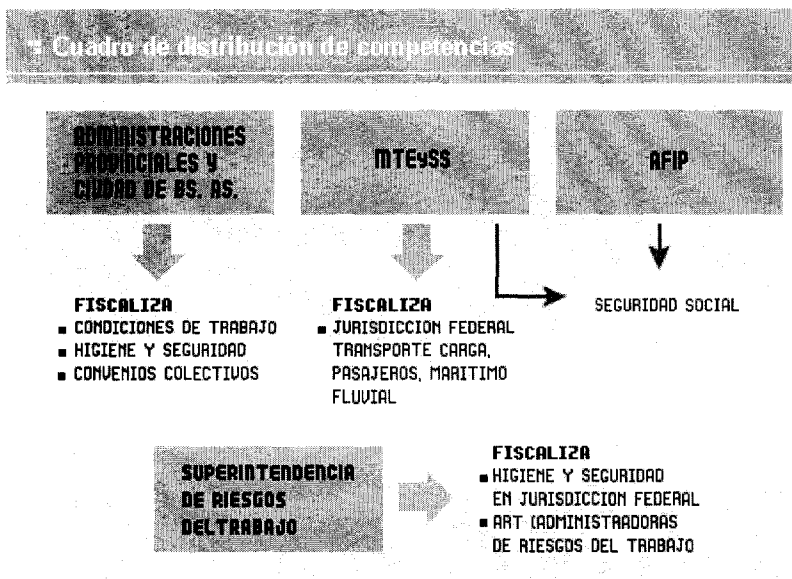 Cuadro de distribución de competencias
ADMINISTRACIONES
PROVINCIALES Y
CIUDAD DE BS. AS.
MTEySS
AFIP
FISCALIZA
▪ CONDICIONES DE TRABAJO
▪ HIGIENE Y SEGURIDAD
▪ CONVENIOS COLECTIVOS
FISCALIZA
▪ JURISDICCION FEDERAL
TRANSPORTE CARGA,
PASAJEROS, MARITIMO
FLUVIAL
SEGURIDAD SOCIAL
SUPERINTENDENCIA
DE RIESGOS
DEL TRABAJO
FISCALIZA
▪ HIGIENE Y SEGURIDAD
EN JURISDICCION FEDERAL
▪ ART (ADMINISTRADORAS
DE RIESGOS DEL TRABAJO